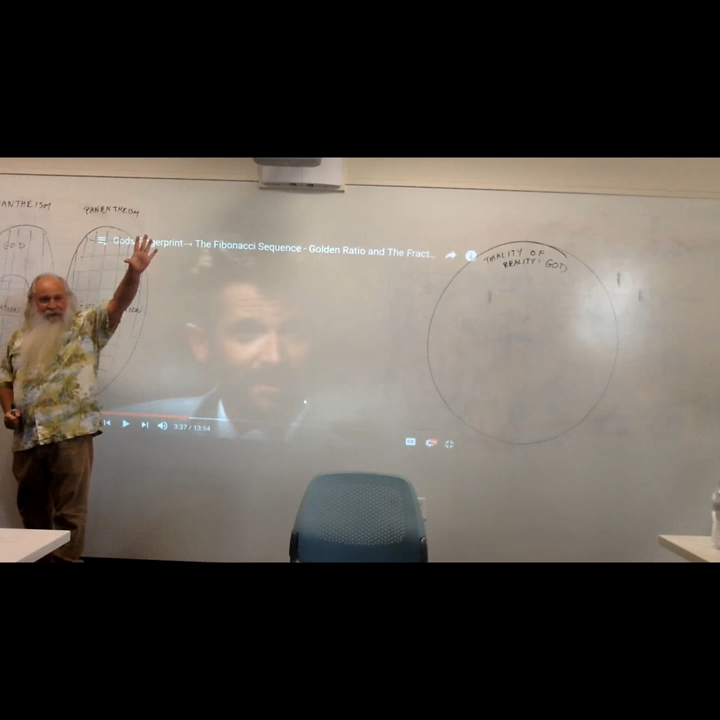 ANTHEISM
PANENTHEISM
GOD
Gods Fingerprint→ The Fibonacci Sequence - Golden Ratio and The Fract...
TOTALITY OF
REALITY: GOD
3:37 / 13:54
CC